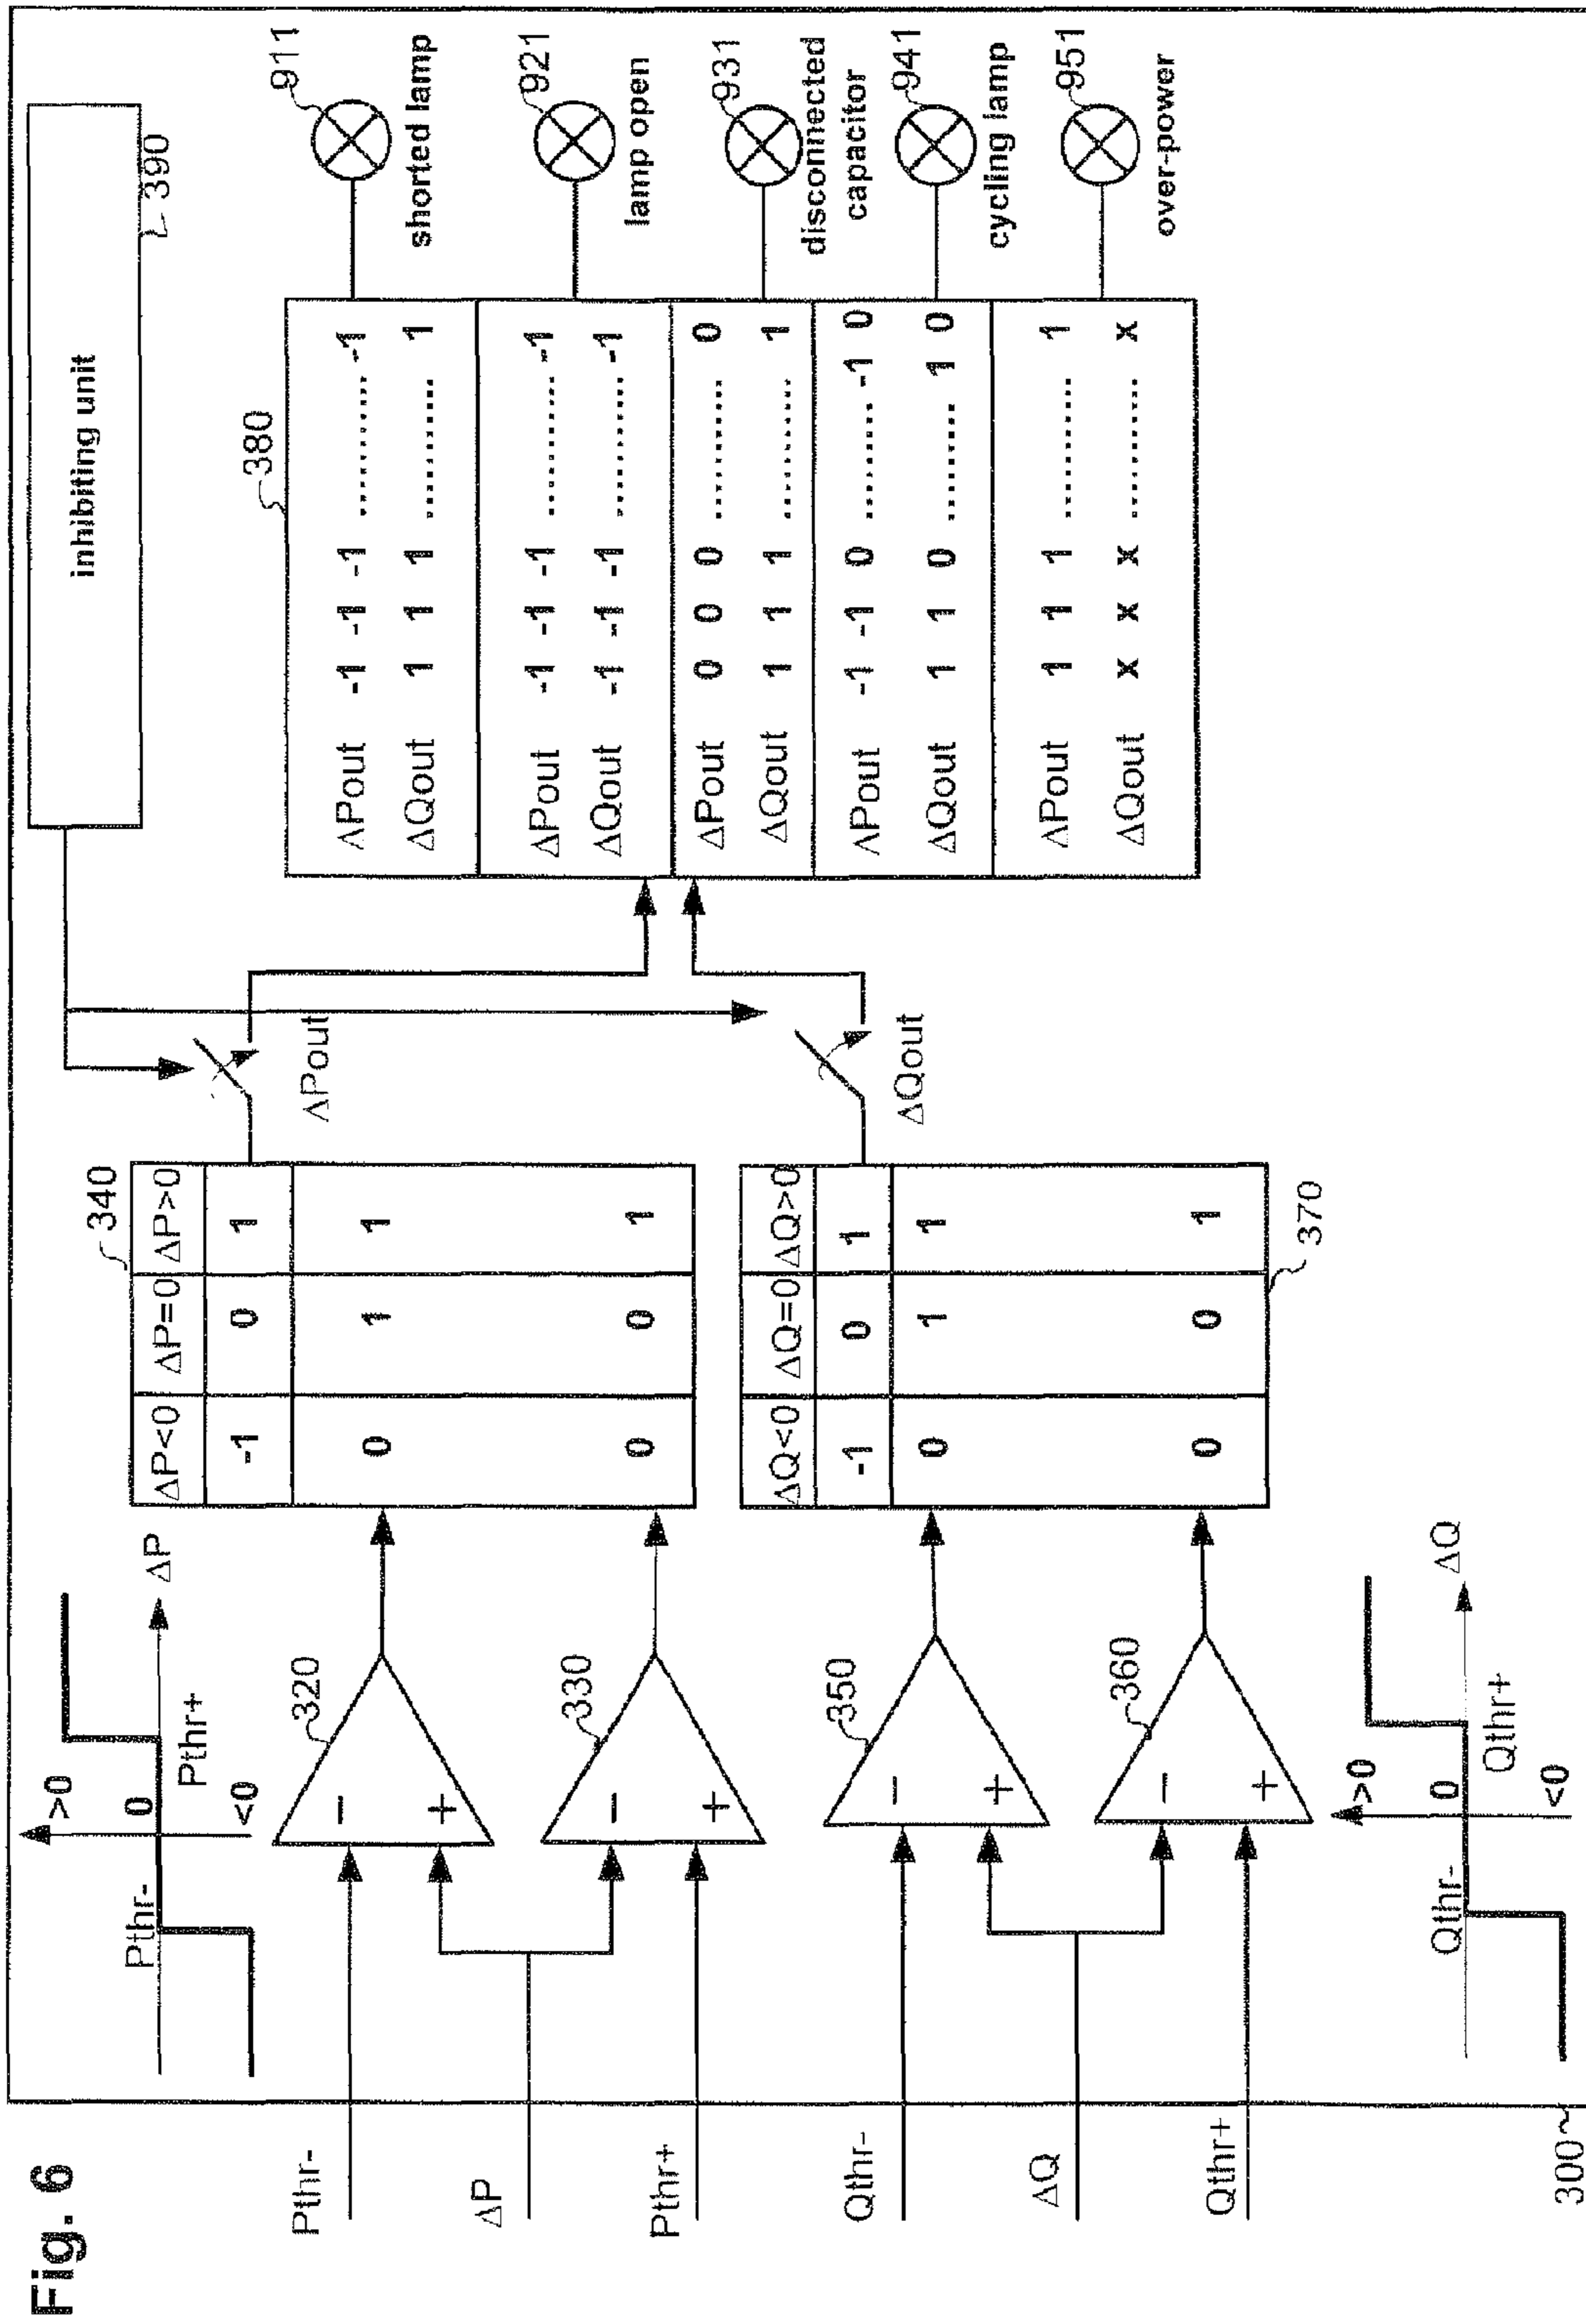 Fig. 6
300
Pthr-
ΔP
Pthr+
Qthr-
ΔQ
Qthr+
>0
0
<0
Pthr-
Pthr+
ΔP
320
−
+
330
−
+
350
−
+
360
−
+
>0
0
<0
Qthr-
Qthr+
ΔQ
340
ΔP<0 ΔP=0 ΔP>0
-1 0 1
0 1 1
0 0 1
ΔQ<0 ΔQ=0 ΔQ>0
-1 0 1
0 1 1
0 0 1
370
ΔPout
ΔQout
inhibiting unit
390
380
ΔPout -1 -1 -1 ........... -1
ΔQout 1 1 1 ........... 1
ΔPout -1 -1 -1 ........... -1
ΔQout -1 -1 -1 ........... -1
ΔPout 0 0 0 ........... 0
ΔQout 1 1 1 ........... 1
ΔPout -1 -1 0 ........ -1 0
ΔQout 1 1 0 ........... 1 0
ΔPout 1 1 1 ........... 1
ΔQout x x x ........... x
911
shorted lamp
921
lamp open
931
disconnected
capacitor
941
cycling lamp
951
over-power